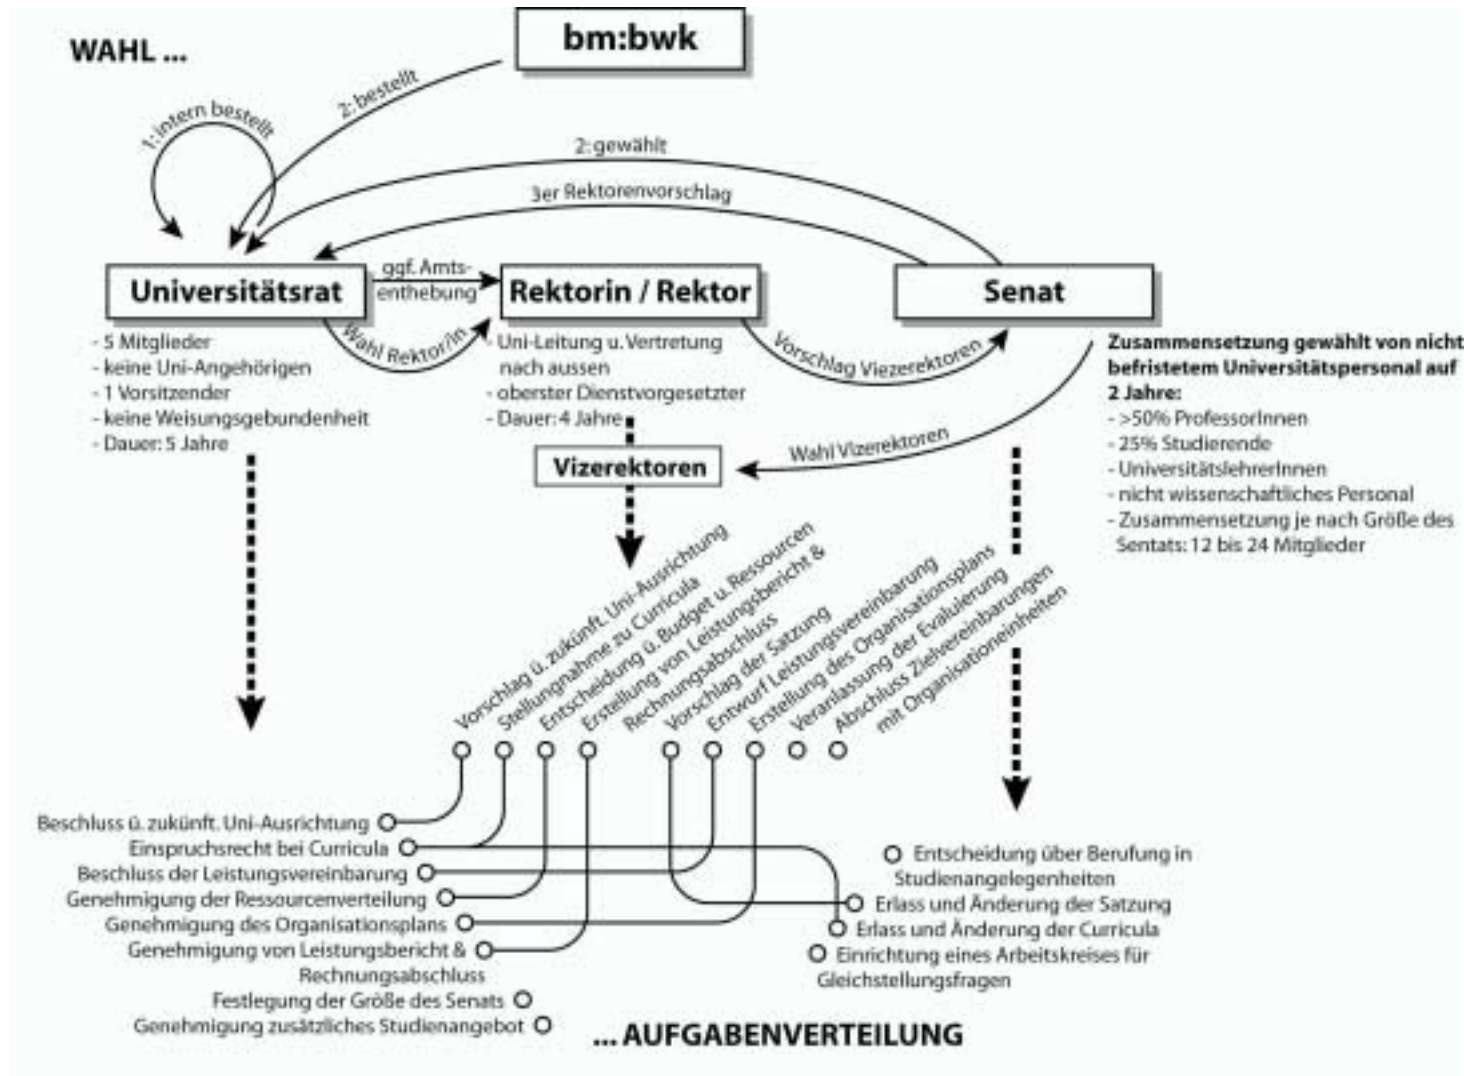 WAHL ...
bm:bwk
1: intern bestellt
2: bestellt
2: gewählt
3er Rektorenvorschlag
Universitätsrat
ggf. Amts-
enthebung
Rektorin / Rektor
Senat
Wahl Rektor/in
Vorschlag Viezerektoren
- 5 Mitglieder
- keine Uni-Angehörigen
- 1 Vorsitzender
- keine Weisungsgebundenheit
- Dauer: 5 Jahre
- Uni-Leitung u. Vertretung
nach aussen
- oberster Dienstvorgesetzter
- Dauer: 4 Jahre
Zusammensetzung gewählt von nicht
befristetem Universitätspersonal auf
2 Jahre:
- >50% ProfessorInnen
- 25% Studierende
- UniversitätslehrerInnen
- nicht wissenschaftliches Personal
- Zusammensetzung je nach Größe des
Sentats: 12 bis 24 Mitglieder
Wahl Vizerektoren
Vizerektoren
Vorschlag ü. zukünft. Uni-Ausrichtung
Stellungnahme zu Curricula
Entscheidung ü. Budget u. Ressourcen
Erstellung von Leistungsbericht &
Rechnungsabschluss
Vorschlag der Satzung
Entwurf Leistungsvereinbarung
Erstellung des Organisationsplans
Veranlassung der Evaluierung
Abschluss Zielvereinbarungen
mit Organisationeinheiten
Beschluss ü. zukünft. Uni-Ausrichtung
Einspruchsrecht bei Curricula
Beschluss der Leistungsvereinbarung
Genehmigung der Ressourcenverteilung
Genehmigung des Organisationsplans
Genehmigung von Leistungsbericht &
Rechnungsabschluss
Festlegung der Größe des Senats
Genehmigung zusätzliches Studienangebot
Entscheidung über Berufung in
Studienangelegenheiten
Erlass und Änderung der Satzung
Erlass und Änderung der Curricula
Einrichtung eines Arbeitskreises für
Gleichstellungsfragen
... AUFGABENVERTEILUNG